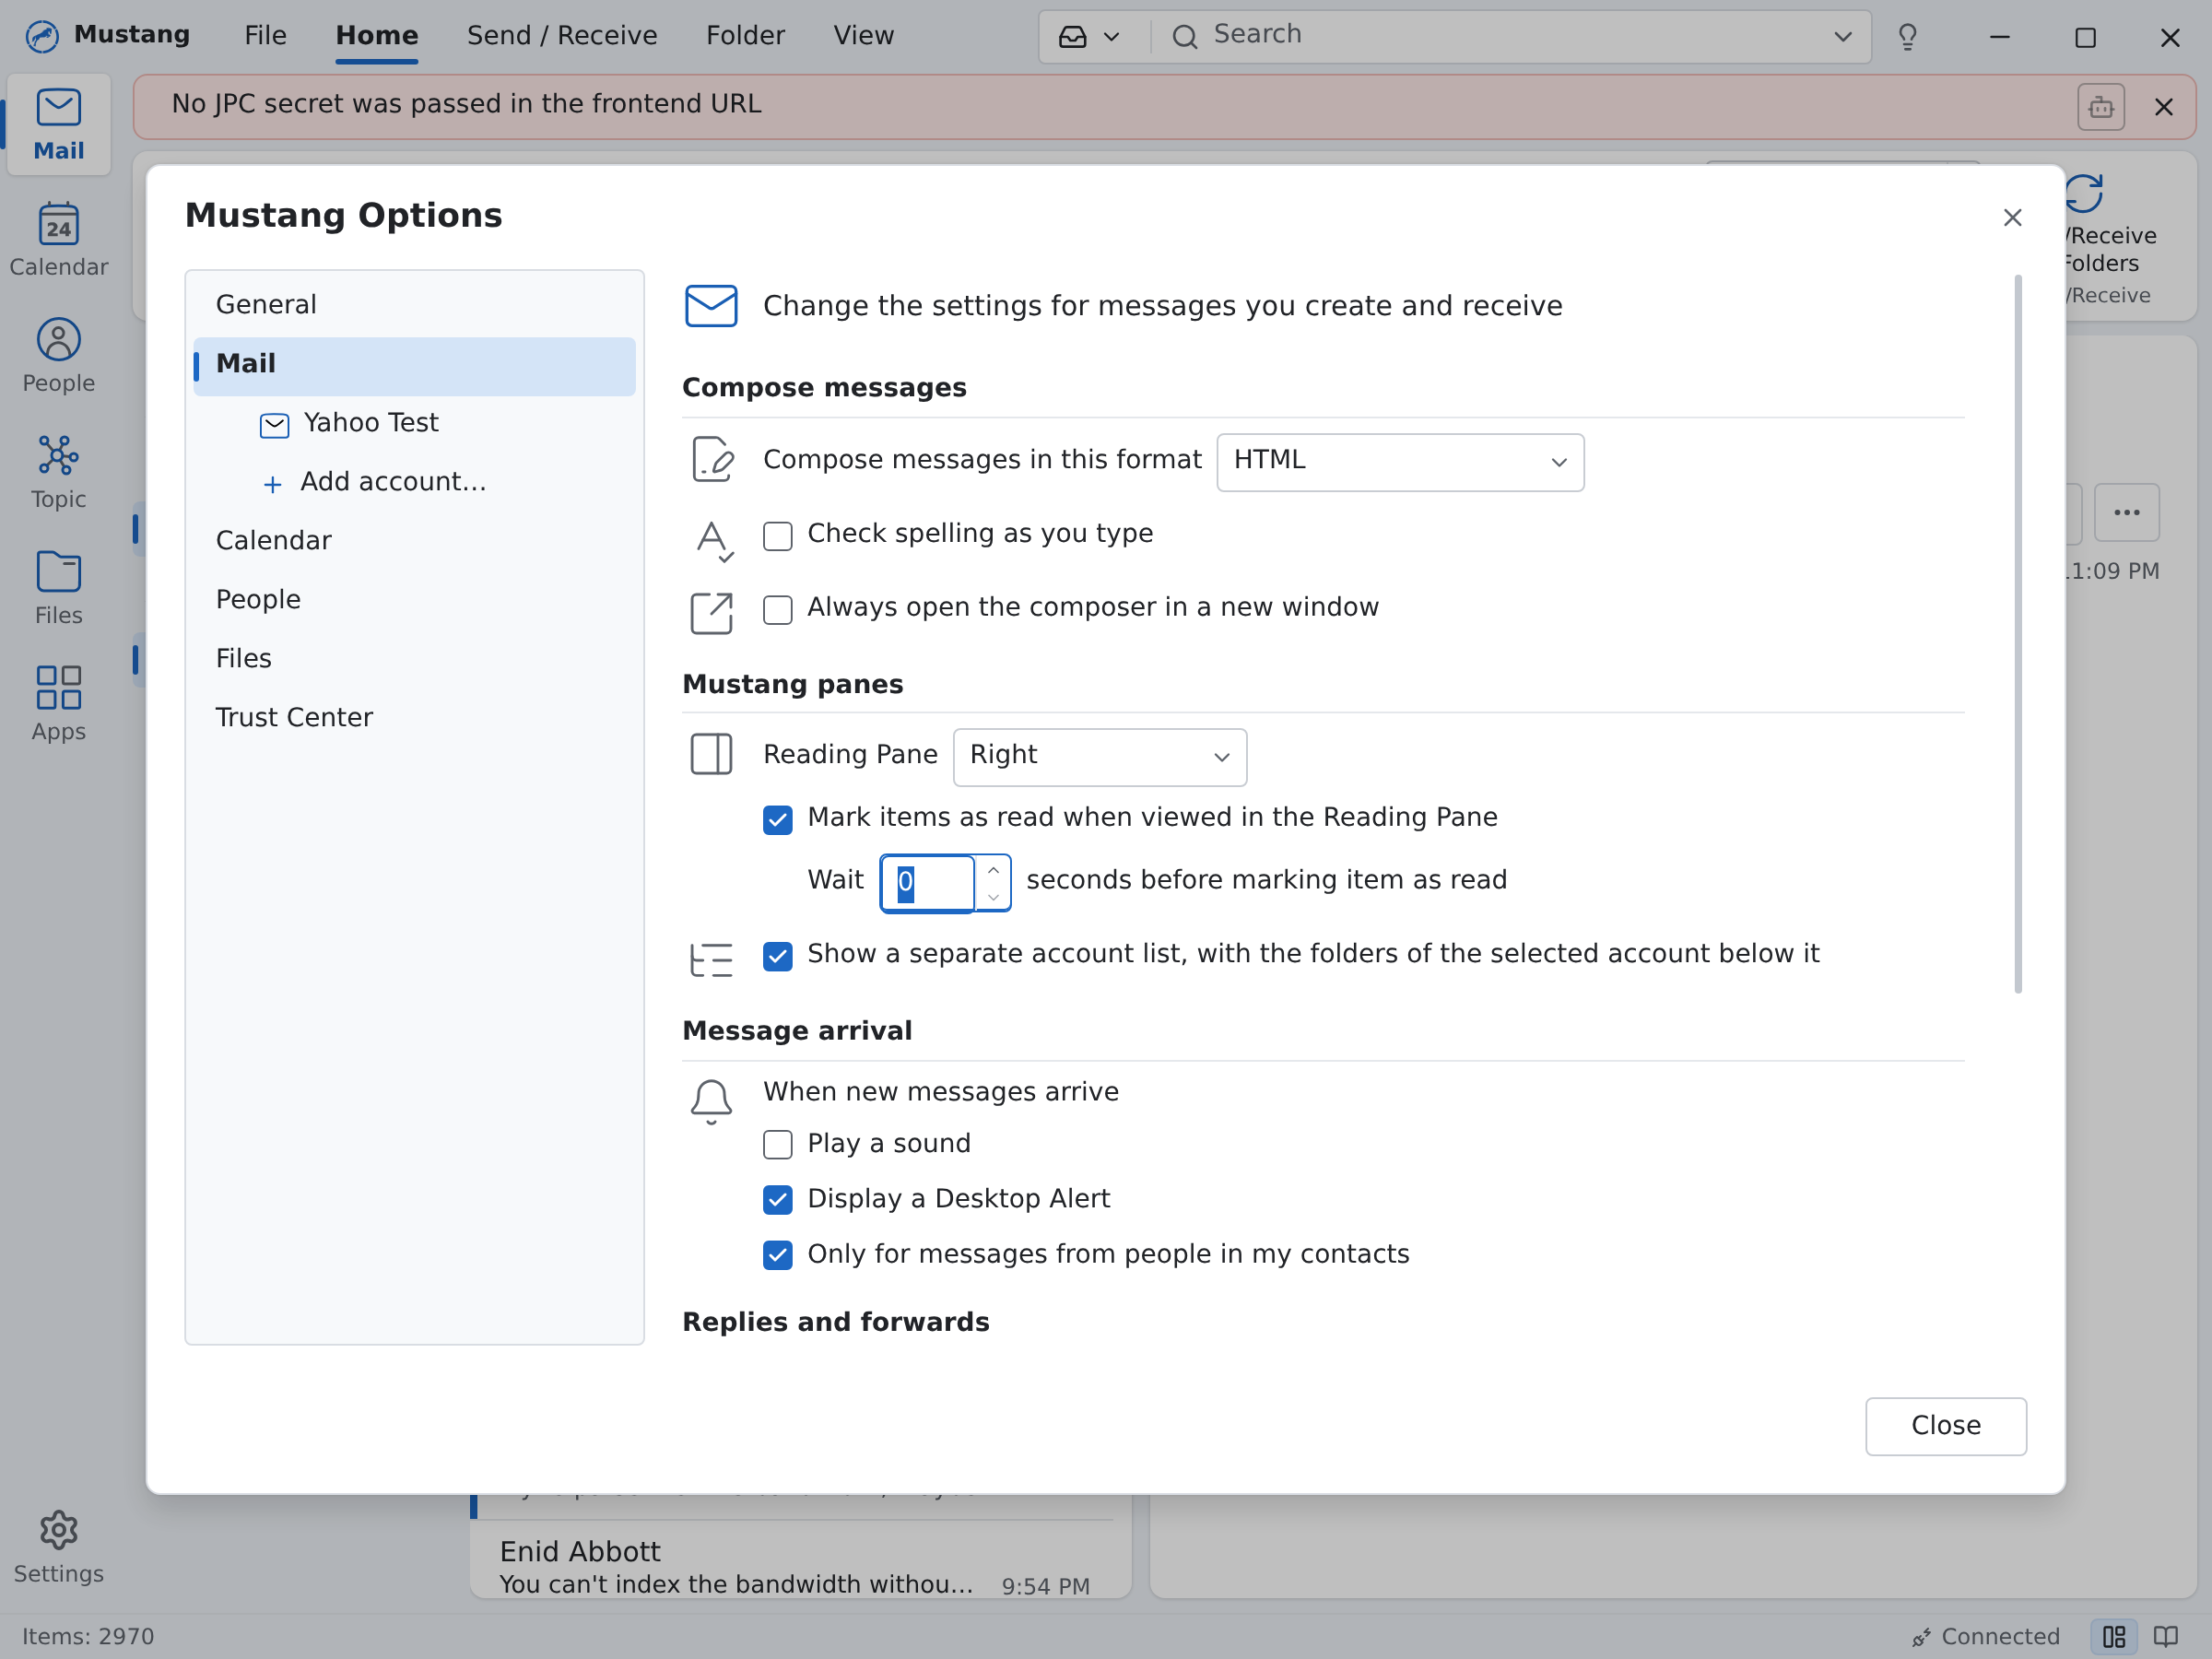 Mustang
File
Home
Send / Receive
Folder
View
Search
No JPC secret was passed in the frontend URL
Mail
24
Calendar
People
Topic
Files
Apps
Settings
/Receive
Folders
/Receive
11:09 PM
Mustang Options
General
Mail
Yahoo Test
Add account...
Calendar
People
Files
Trust Center
Change the settings for messages you create and receive
Compose messages
Compose messages in this format HTML
Check spelling as you type
Always open the composer in a new window
Mustang panes
Reading Pane Right
Mark items as read when viewed in the Reading Pane
Wait 0 seconds before marking item as read
Show a separate account list, with the folders of the selected account below it
Message arrival
When new messages arrive
Play a sound
Display a Desktop Alert
Only for messages from people in my contacts
Replies and forwards
Close
Enid Abbott
You can't index the bandwidth withou... 9:54 PM
Items: 2970
Connected